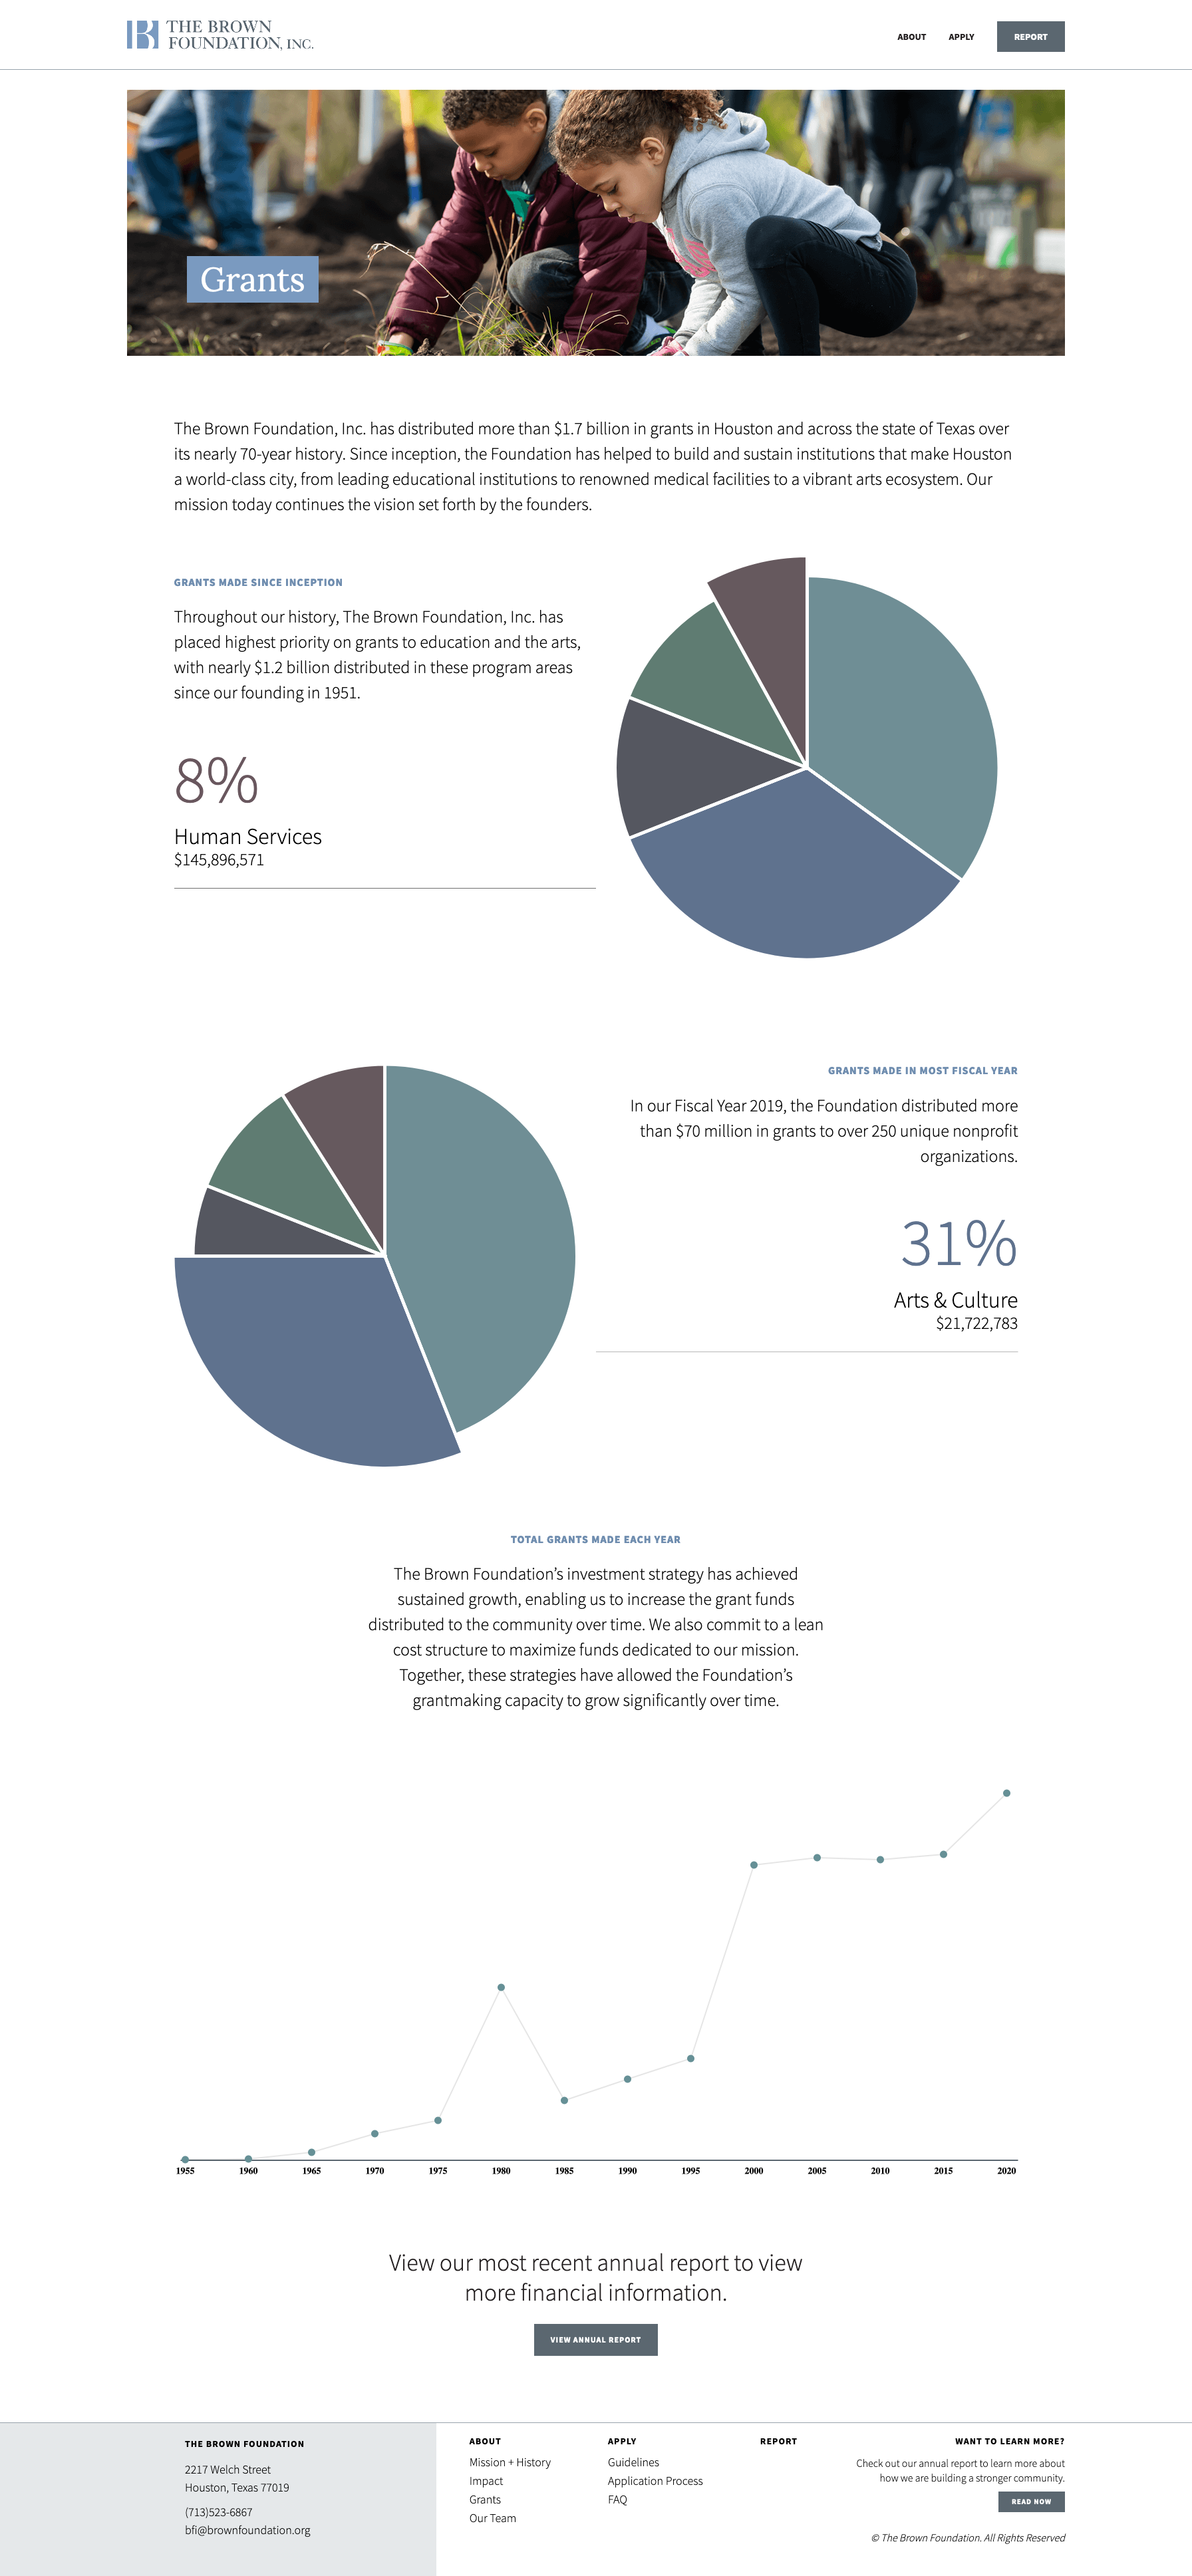 THE BROWN
FOUNDATION, INC.
ABOUT
APPLY
REPORT
Grants
The Brown Foundation, Inc. has distributed more than $1.7 billion in grants in Houston and across the state of Texas over
its nearly 70-year history. Since inception, the Foundation has helped to build and sustain institutions that make Houston
a world-class city, from leading educational institutions to renowned medical facilities to a vibrant arts ecosystem. Our
mission today continues the vision set forth by the founders.
GRANTS MADE SINCE INCEPTION
Throughout our history, The Brown Foundation, Inc. has
placed highest priority on grants to education and the arts,
with nearly $1.2 billion distributed in these program areas
since our founding in 1951.
8%
Human Services
$145,896,571
GRANTS MADE IN MOST FISCAL YEAR
In our Fiscal Year 2019, the Foundation distributed more
than $70 million in grants to over 250 unique nonprofit
organizations.
31%
Arts & Culture
$21,722,783
TOTAL GRANTS MADE EACH YEAR
The Brown Foundation’s investment strategy has achieved
sustained growth, enabling us to increase the grant funds
distributed to the community over time. We also commit to a lean
cost structure to maximize funds dedicated to our mission.
Together, these strategies have allowed the Foundation’s
grantmaking capacity to grow significantly over time.
1955 1960 1965 1970 1975 1980 1985 1990 1995 2000 2005 2010 2015 2020
View our most recent annual report to view
more financial information.
VIEW ANNUAL REPORT
THE BROWN FOUNDATION
2217 Welch Street
Houston, Texas 77019
(713)523-6867
bfi@brownfoundation.org
ABOUT
Mission + History
Impact
Grants
Our Team
APPLY
Guidelines
Application Process
FAQ
REPORT
WANT TO LEARN MORE?
Check out our annual report to learn more about
how we are building a stronger community.
READ NOW
© The Brown Foundation. All Rights Reserved